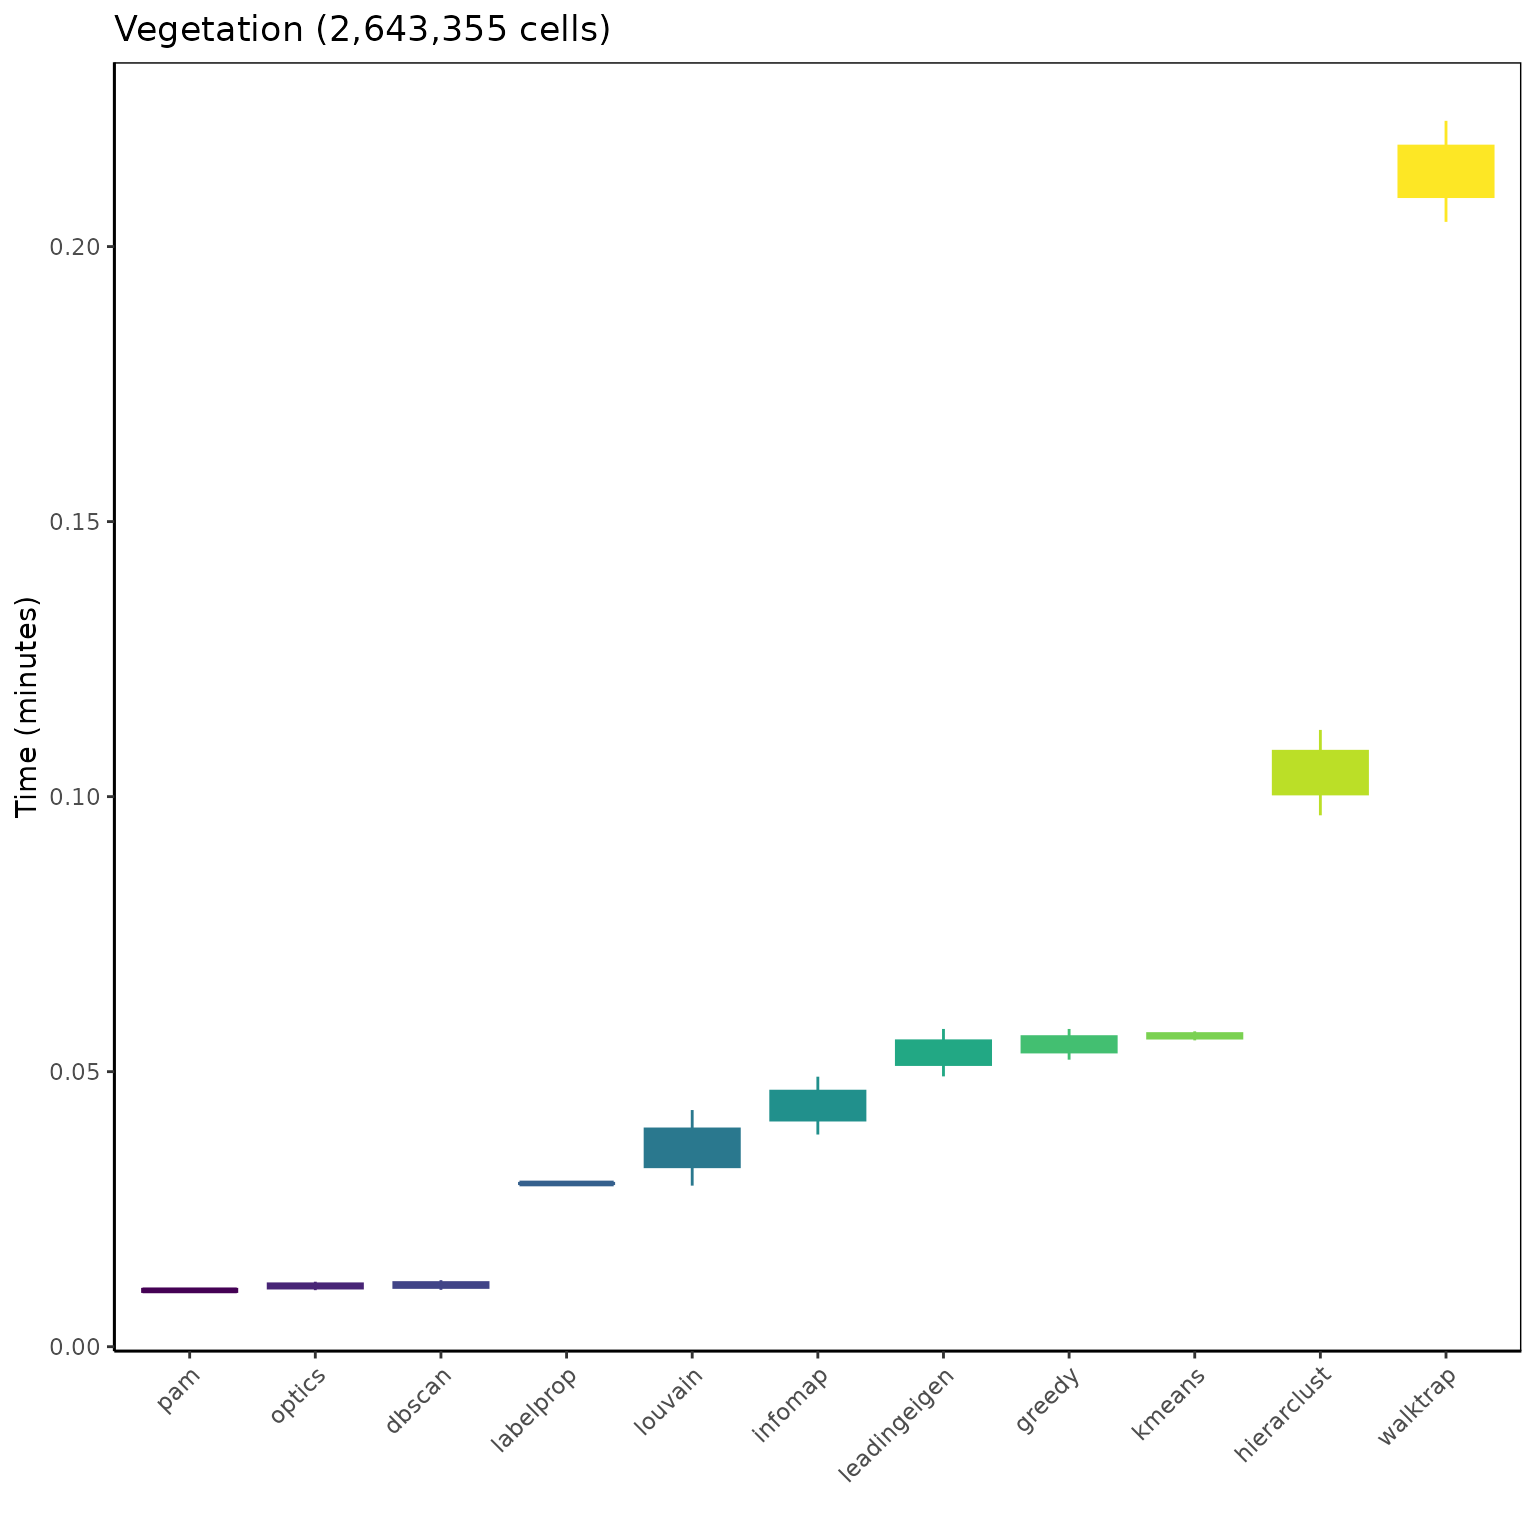 Vegetation (2,643,355 cells)
Time (minutes)
0.20
0.15
0.10
0.05
0.00
pam
optics
dbscan
labelprop
louvain
infomap
leadingeigen
greedy
kmeans
hierarclust
walktrap